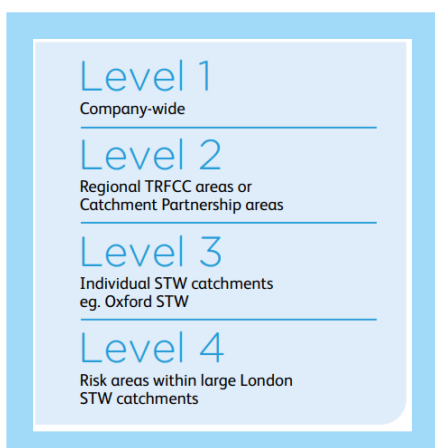 Level 1
Company-wide
Level 2
Regional TRFCC areas or
Catchment Partnership areas
Level 3
Individual STW catchments
eg. Oxford STW
Level 4
Risk areas within large London
STW catchments